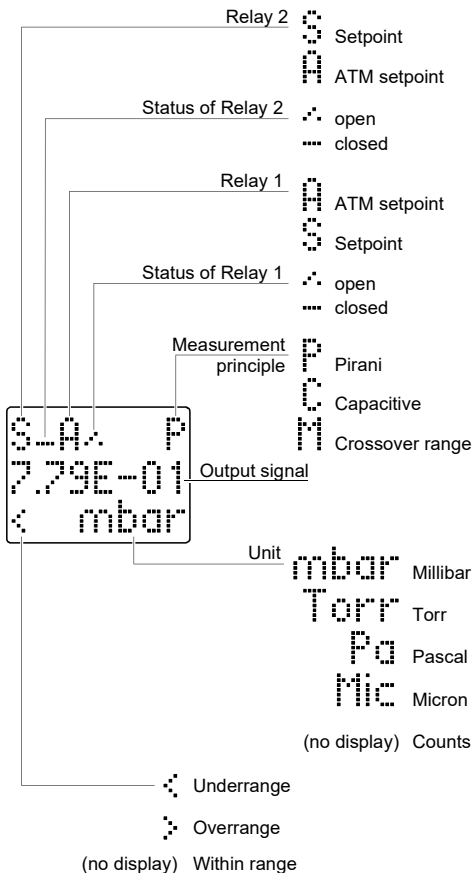 Relay 2 S Setpoint
A ATM setpoint
Status of Relay 2 ^ open
- closed
Relay 1 A ATM setpoint
S Setpoint
Status of Relay 1 ^ open
- closed
Measurement
principle P Pirani
C Capacitive
M Crossover range
S_A^ P
7.79E-01 Output signal
< mbar
Unit mbar Millibar
Torr Torr
Pa Pascal
Mic Micron
(no display) Counts
< Underrange
> Overrange
(no display) Within range